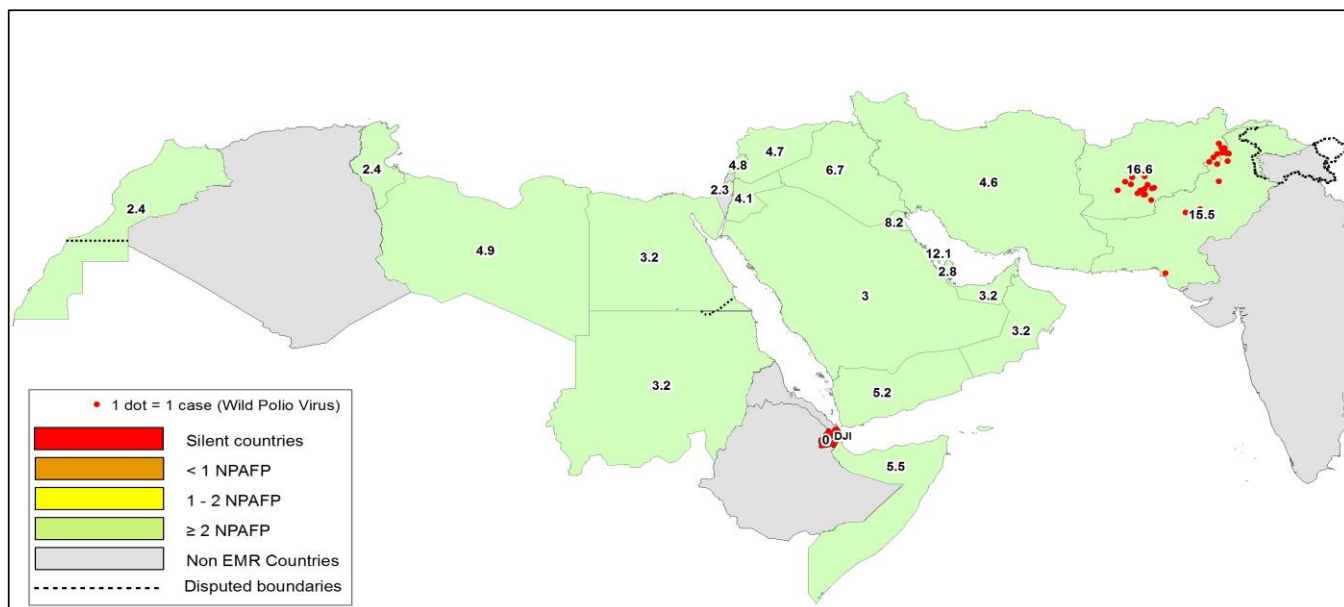 2.4
2.4
4.9
3.2
3.2
4.8
4.7
2.3
4.1
6.7
8.2
4.6
12.1
2.8
3
3.2
3.2
5.2
0
DJI
5.5
16.6
15.5
1 dot = 1 case (Wild Polio Virus)
Silent countries
< 1 NPAFP
1 - 2 NPAFP
≥ 2 NPAFP
Non EMR Countries
Disputed boundaries